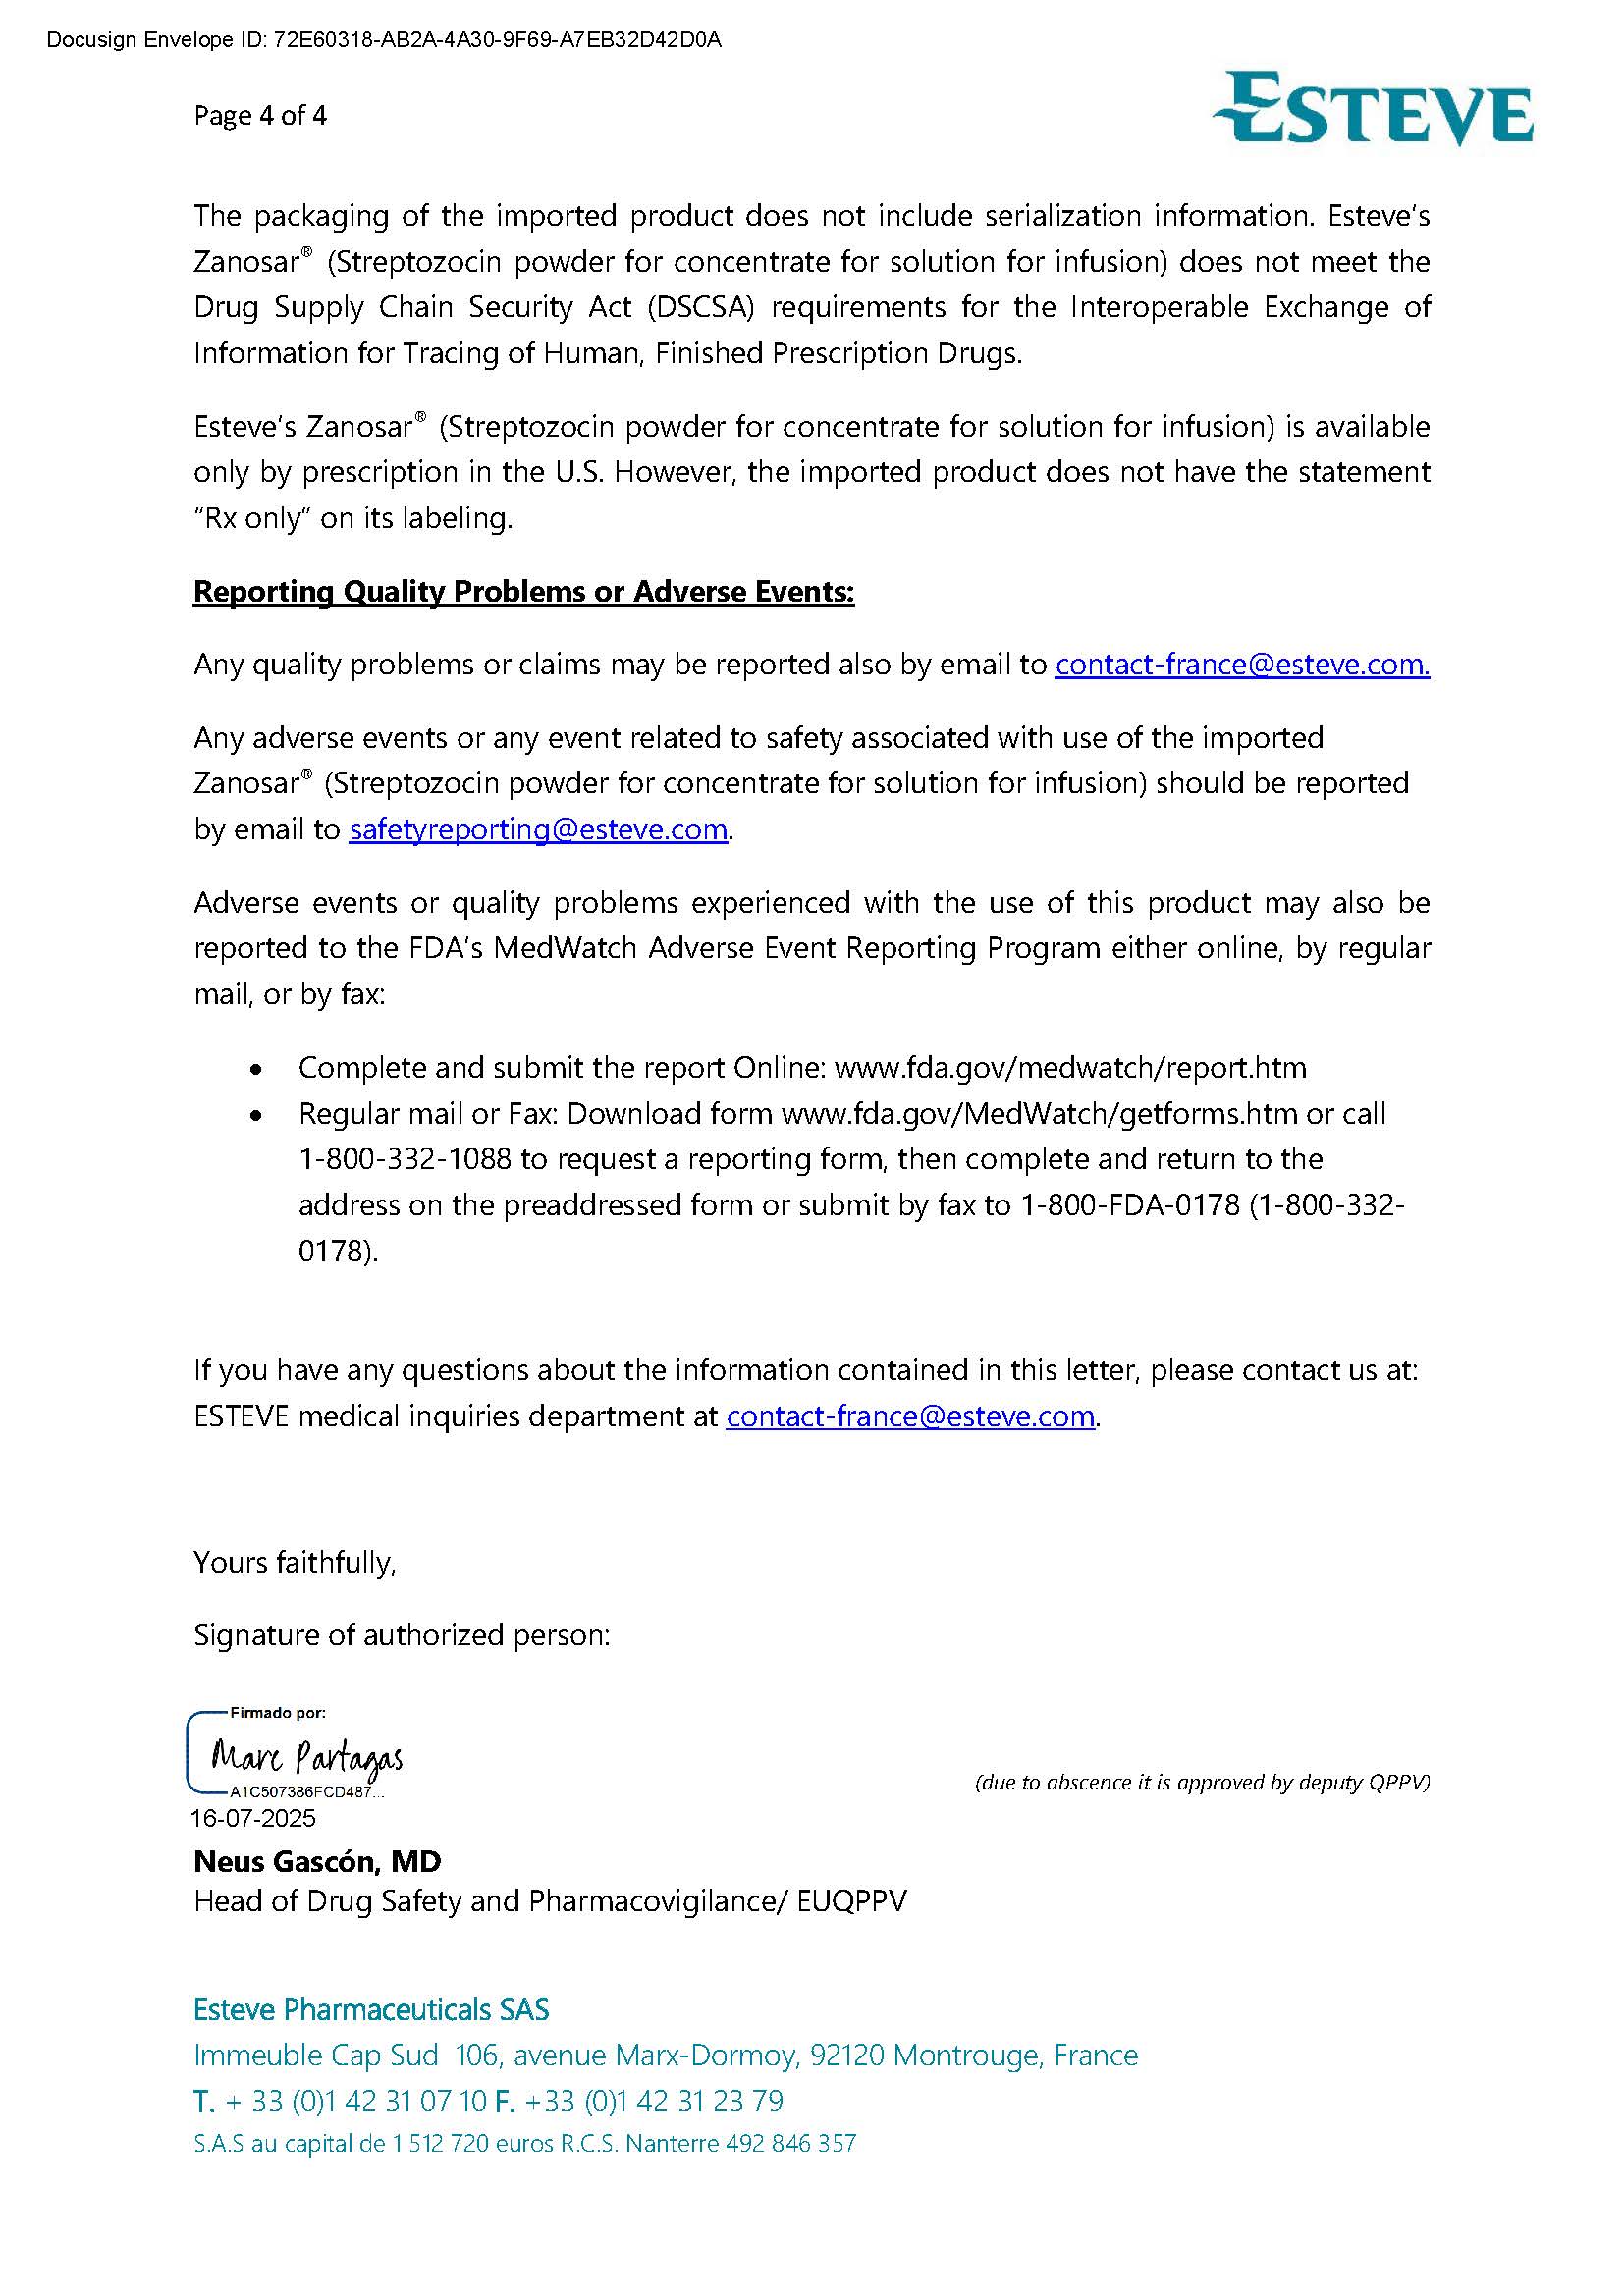 Docusign Envelope ID: 72E60318-AB2A-4A30-9F69-A7EB32D42D0A
Page 4 of 4
ESTEVE
The packaging of the imported product does not include serialization information. Esteve's
Zanosar® (Streptozocin powder for concentrate for solution for infusion) does not meet the
Drug Supply Chain Security Act (DSCSA) requirements for the Interoperable Exchange of
Information for Tracing of Human, Finished Prescription Drugs.
Esteve's Zanosar® (Streptozocin powder for concentrate for solution for infusion) is available
only by prescription in the U.S. However, the imported product does not have the statement
"Rx only" on its labeling.
Reporting Quality Problems or Adverse Events:
Any quality problems or claims may be reported also by email to contact-france@esteve.com.
Any adverse events or any event related to safety associated with use of the imported
Zanosar® (Streptozocin powder for concentrate for solution for infusion) should be reported
by email to safetyreporting@esteve.com.
Adverse events or quality problems experienced with the use of this product may also be
reported to the FDA's MedWatch Adverse Event Reporting Program either online, by regular
mail, or by fax:
• Complete and submit the report Online: www.fda.gov/medwatch/report.htm
• Regular mail or Fax: Download form www.fda.gov/MedWatch/getforms.htm or call
1-800-332-1088 to request a reporting form, then complete and return to the
address on the preaddressed form or submit by fax to 1-800-FDA-0178 (1-800-332-
0178).
If you have any questions about the information contained in this letter, please contact us at:
ESTEVE medical inquiries department at contact-france@esteve.com.
Yours faithfully,
Signature of authorized person:
Firmado por:
Marc Partagas
A1C507386FCD487...
(due to abscence it is approved by deputy QPPV)
16-07-2025
Neus Gascón, MD
Head of Drug Safety and Pharmacovigilance/ EUQPPV
Esteve Pharmaceuticals SAS
Immeuble Cap Sud 106, avenue Marx-Dormoy, 92120 Montrouge, France
T. + 33 (0)1 42 31 07 10 F. +33 (0)1 42 31 23 79
S.A.S au capital de 1 512 720 euros R.C.S. Nanterre 492 846 357